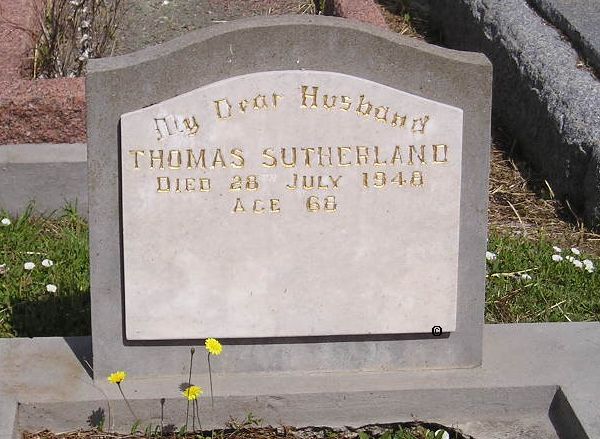 My Dear Husband
THOMAS SUTHERLAND
DIED 28TH JULY 1948
AGE 68
©